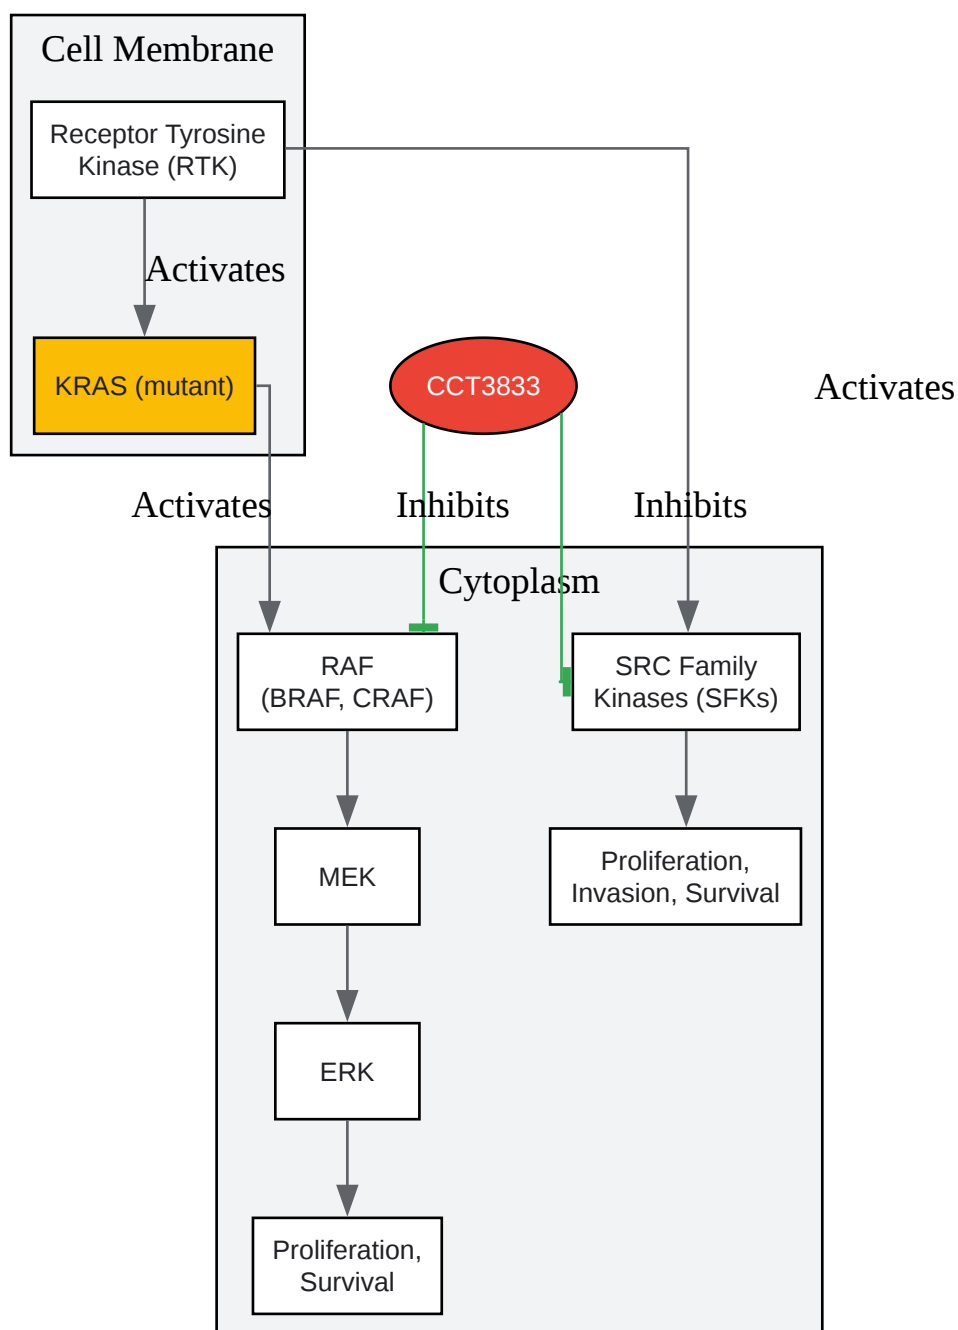 Cell Membrane
Receptor Tyrosine
Kinase (RTK)
Activates
KRAS (mutant)
CCT3833
Activates
Activates
Inhibits
Inhibits
Cytoplasm
RAF
(BRAF, CRAF)
SRC Family
Kinases (SFKs)
MEK
Proliferation,
Invasion, Survival
ERK
Proliferation,
Survival